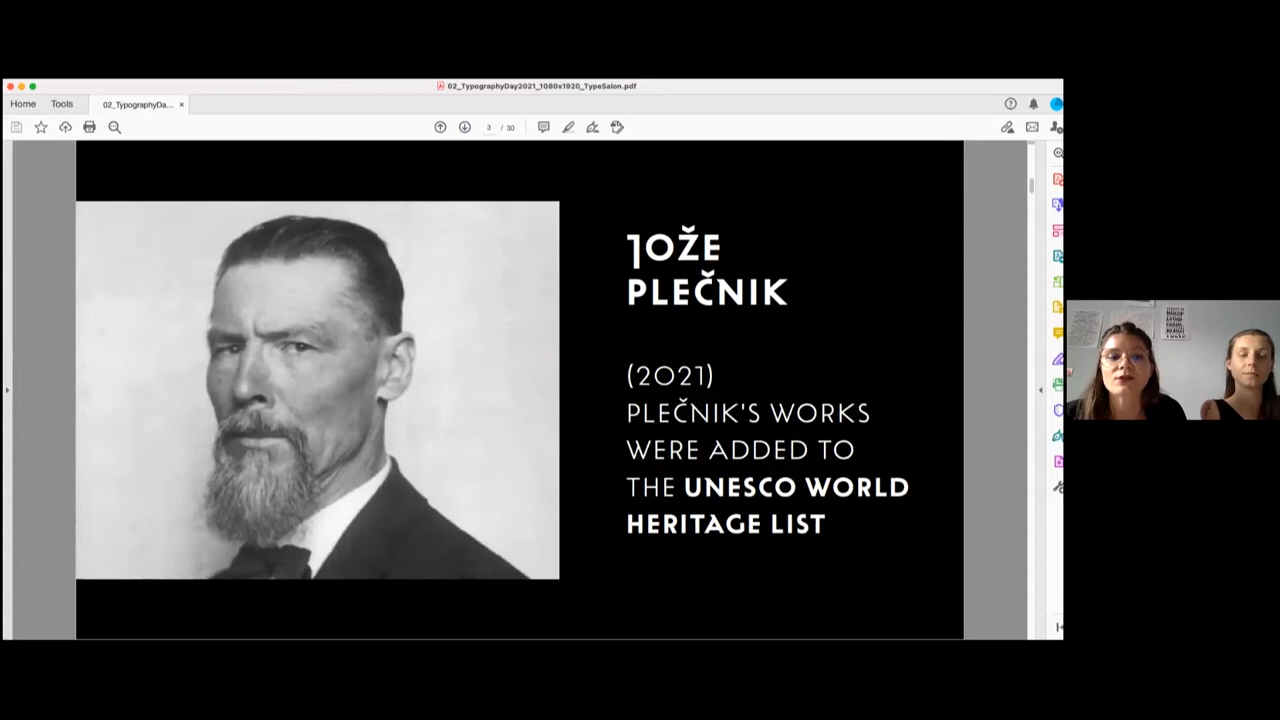 02_TypographyDay2021_1080x1920_TypeSalon.pdf
Home Tools 02_TypographyDa... ×
3 / 30
JOŽE
PLEČNIK
(2021)
PLEČNIK'S WORKS
WERE ADDED TO
THE UNESCO WORLD
HERITAGE LIST